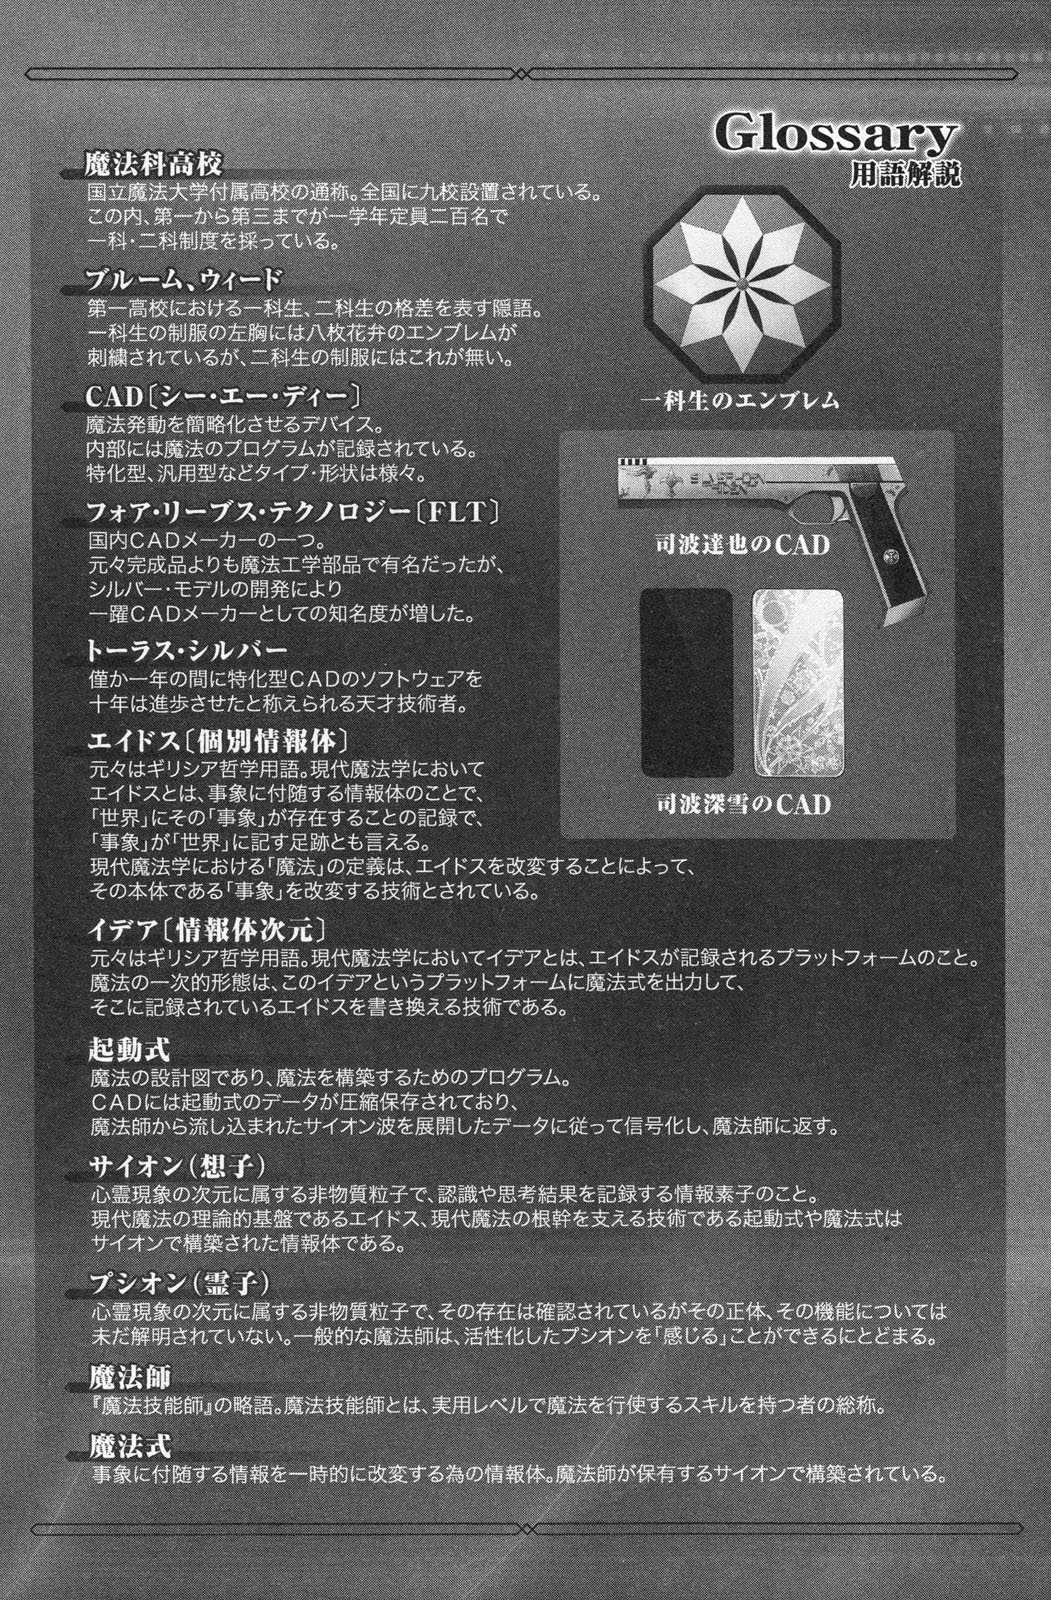 Glossary
用語解説
魔法科高校
国立魔法大学付属高校の通称。全国に九校設置されている。
この内、第一から第三までが一学年定員二百名で
一科・二科制度を採っている。
ブルーム、ウィード
第一高校における一科生、二科生の格差を表す隠語。
一科生の制服の左胸には八枚花弁のエンブレムが
刺繍されているが、二科生の制服にはこれが無い。
一科生のエンブレム
CAD〔シー・エー・ディー〕
魔法発動を簡略化させるデバイス。
内部には魔法のプログラムが記録されている。
特化型、汎用型などタイプ・形状は様々。
フォア・リーブス・テクノロジー〔FLT〕
国内CADメーカーの一つ。
元々完成品よりも魔法工学部品で有名だったが、
シルバー・モデルの開発により
一躍CADメーカーとしての知名度が増した。
司波達也のCAD
トーラス・シルバー
僅か一年の間に特化型CADのソフトウェアを
十年は進歩させたと称えられる天才技術者。
司波深雪のCAD
エイドス〔個別情報体〕
元々はギリシア哲学用語。現代魔法学において
エイドスとは、事象に付随する情報体のことで、
「世界」にその「事象」が存在することの記録で、
「事象」が「世界」に記す足跡とも言える。
現代魔法学における「魔法」の定義は、エイドスを改変することによって、
その本体である「事象」を改変する技術とされている。
イデア〔情報体次元〕
元々はギリシア哲学用語。現代魔法学においてイデアとは、エイドスが記録されるプラットフォームのこと。
魔法の一次的形態は、このイデアというプラットフォームに魔法式を出力して、
そこに記録されているエイドスを書き換える技術である。
起動式
魔法の設計図であり、魔法を構築するためのプログラム。
CADには起動式のデータが圧縮保存されており、
魔法師から流し込まれたサイオン波を展開したデータに従って信号化し、魔法師に返す。
サイオン（想子）
心霊現象の次元に属する非物質粒子で、認識や思考結果を記録する情報素子のこと。
現代魔法の理論的基盤であるエイドス、現代魔法の根幹を支える技術である起動式や魔法式は
サイオンで構築された情報体である。
プシオン（霊子）
心霊現象の次元に属する非物質粒子で、その存在は確認されているがその正体、その機能については
未だ解明されていない。一般的な魔法師は、活性化したプシオンを「感じる」ことができるにとどまる。
魔法師
『魔法技能師』の略語。魔法技能師とは、実用レベルで魔法を行使するスキルを持つ者の総称。
魔法式
事象に付随する情報を一時的に改変する為の情報体。魔法師が保有するサイオンで構築されている。